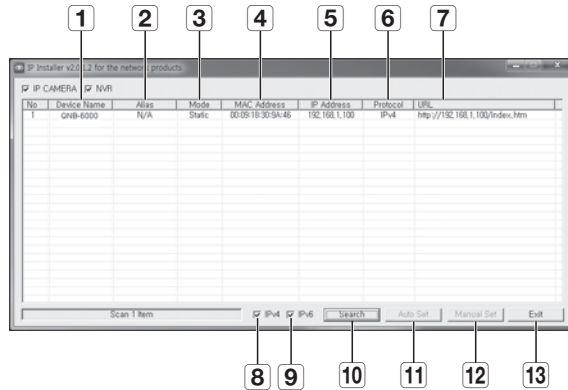 1 2 3 4 5 6 7
IP Installer v2.0.1.2 for the network products
IP CAMERA NVR
No Device Name Alias Mode MAC Address IP Address Protocol URL
1 QNB-6000 N/A Static 00:09:18:30:9A:46 192,168,1,100 IPv4 http://192,168,1,100/index,htm
Scan 1 Item IPv4 IPv6 Search Auto Set Manual Set Exit
8 9 10 11 12 13